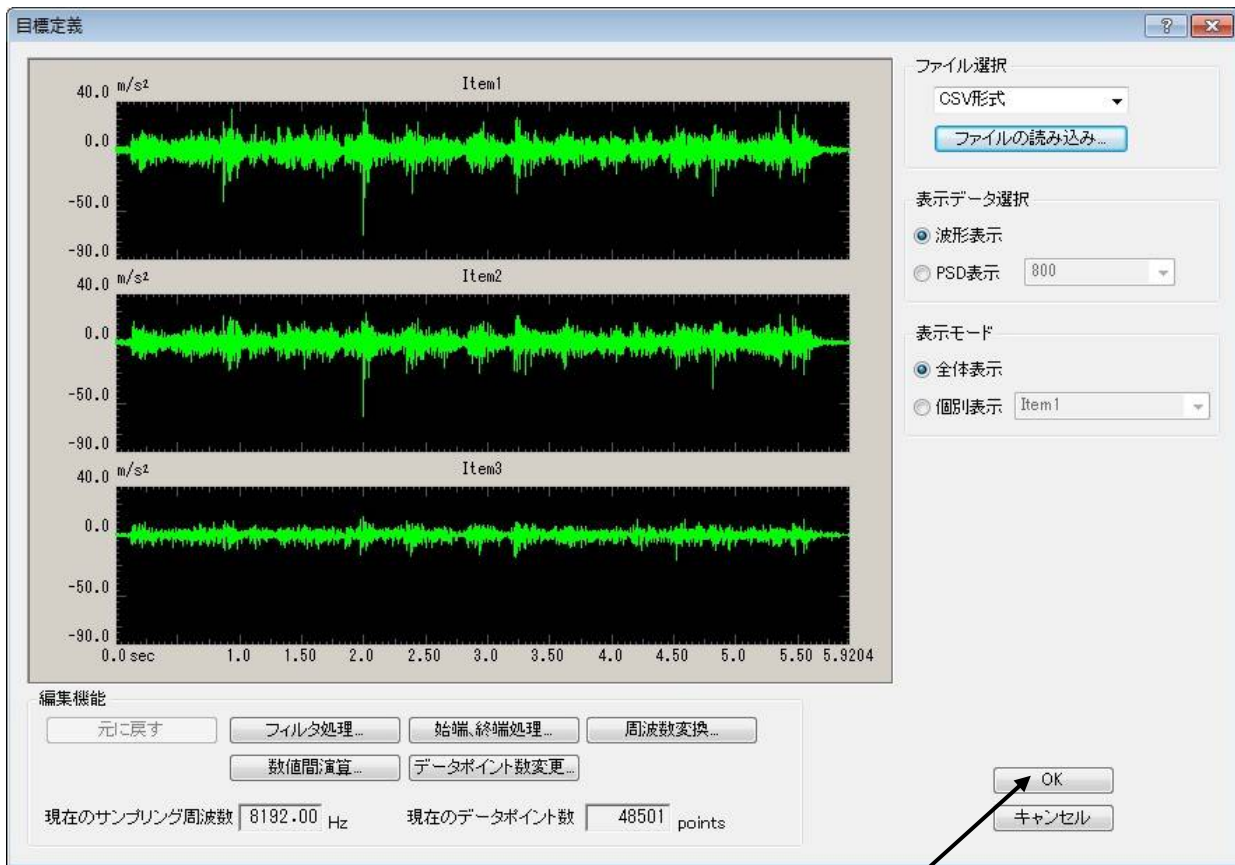 目標定義
m/s²
Item1
40.0
0.0
-50.0
-90.0
m/s²
Item2
40.0
0.0
-50.0
-90.0
m/s²
Item3
40.0
0.0
-50.0
-90.0
0.0 sec 1.0 1.50 2.0 2.50 3.0 3.50 4.0 4.50 5.0 5.50 5.9204
ファイル選択
CSV形式
ファイルの読み込み...
表示データ選択
波形表示
PSD表示 800
表示モード
全体表示
個別表示 Item1
編集機能
元に戻す フィルタ処理... 始端、終端処理... 周波数変換...
数値間演算... データポイント数変更...
現在のサンプリング周波数 8192.00 Hz 現在のデータポイント数 48501 points
OK
キャンセル